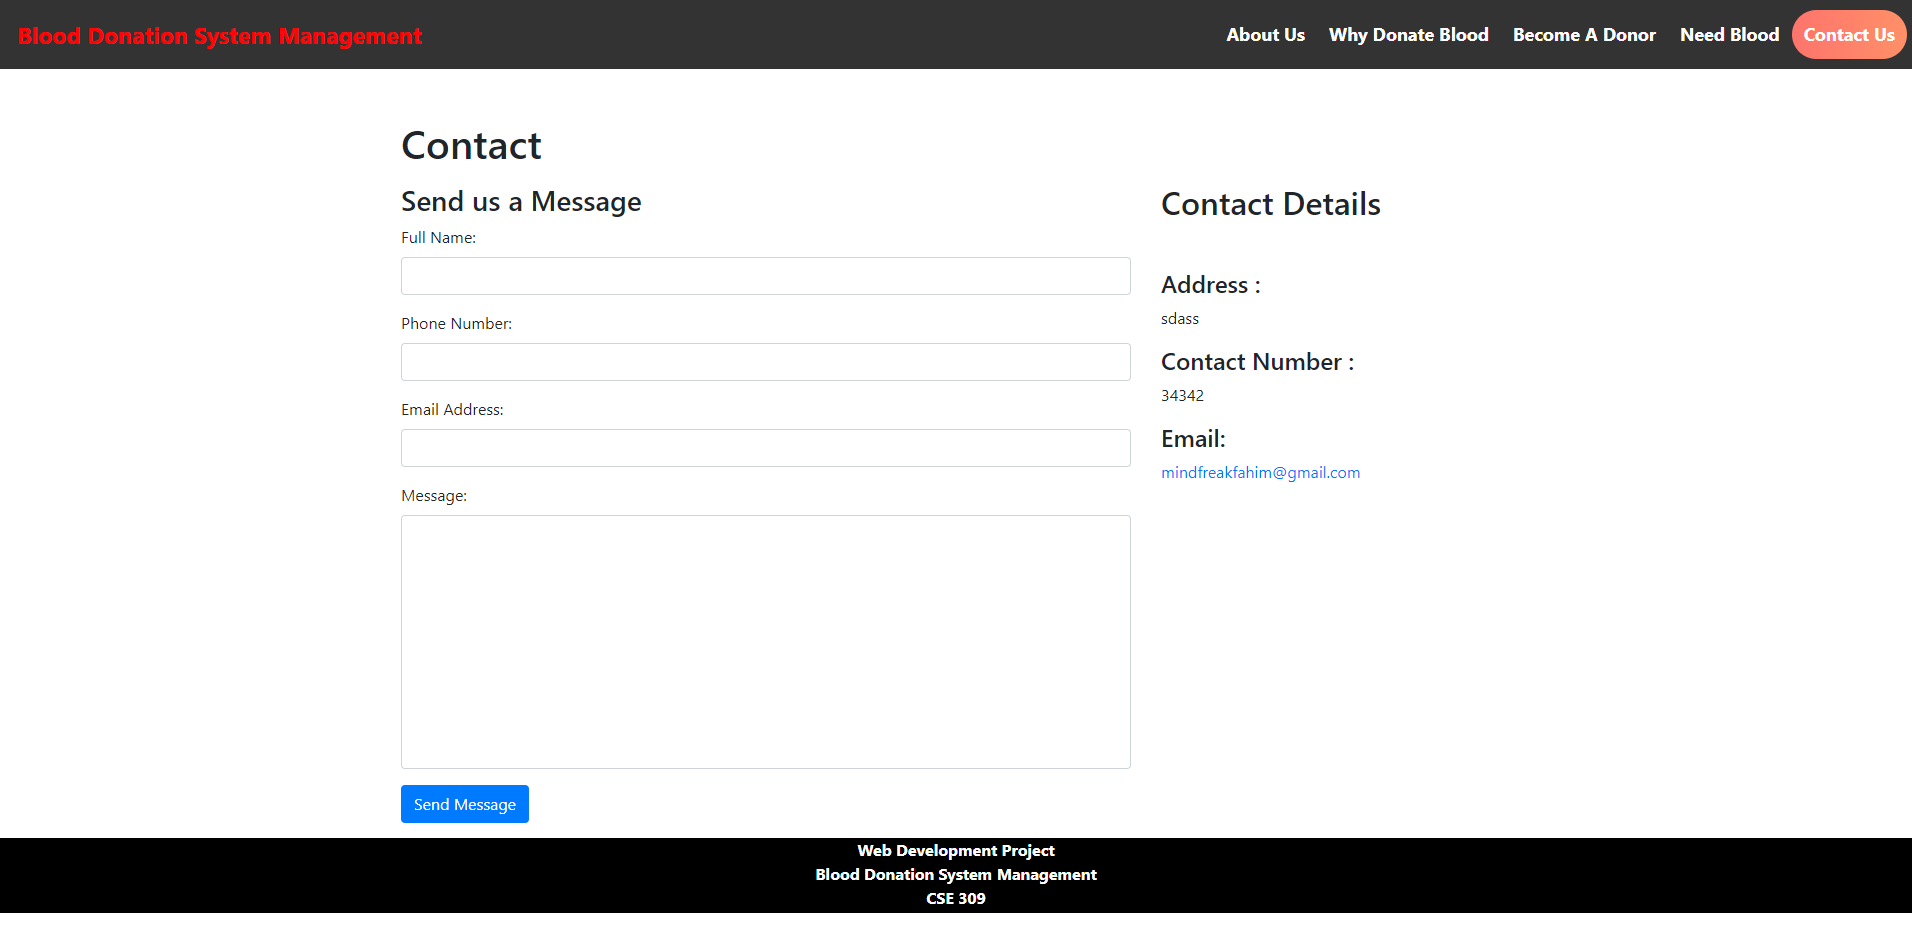 Blood Donation System Management
About Us Why Donate Blood Become A Donor Need Blood Contact Us
Contact
Send us a Message
Full Name:
Phone Number:
Email Address:
Message:
Send Message
Contact Details
Address :
sdass
Contact Number :
34342
Email:
mindfreakfahim@gmail.com
Web Development Project
Blood Donation System Management
CSE 309